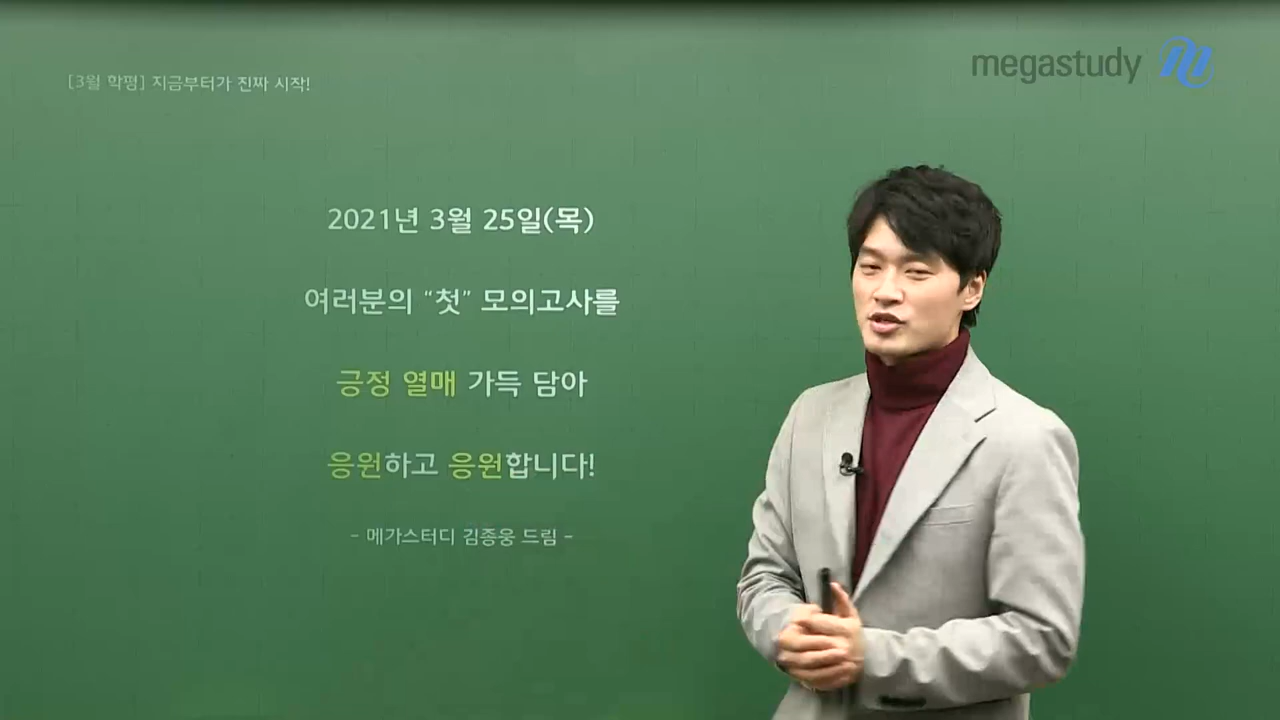 [3월 학평] 지금부터가 진짜 시작!
megastudy
2021년 3월 25일(목)
여러분의 “첫” 모의고사를
긍정 열매 가득 담아
응원하고 응원합니다!
- 메가스터디 김종웅 드림 -